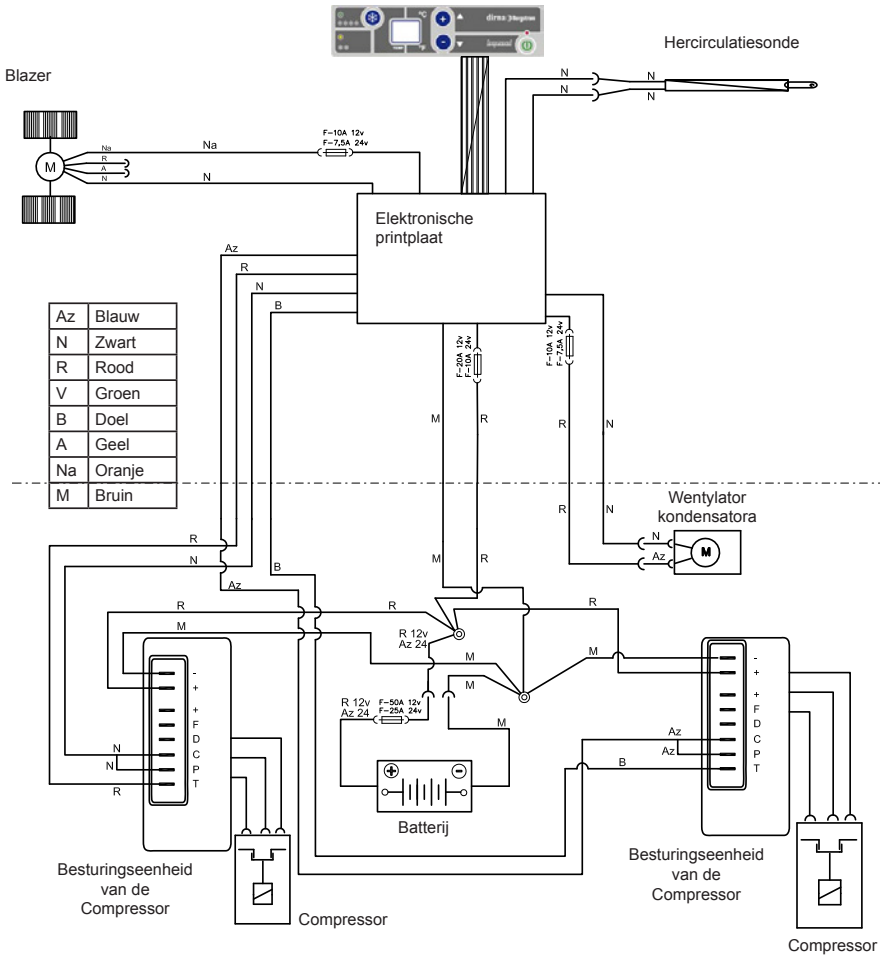 °C
°F
dirna Bergstrom
Hercirculatiesonde
Blazer
N
N
N
N
F-10A 12v
F-7,5A 24v
Na
Na
R
A
N
N
M
Elektronische
printplaat
Az
R
N
B
Az Blauw
N Zwart
R Rood
V Groen
B Doel
A Geel
Na Oranje
M Bruin
F-20A 12v
F-10A 24v
F-10A 12v
F-7,5A 24v
M
R
R
N
Wentylator
kondensatora
R
N
N
Az
M
R
N
M
R
B
Az
R
R
R
M
R 12v
Az 24
M
M
M
R 12v
Az 24
F-50A 12v
F-25A 24v
M
-
+
+
F
D
C
P
T
N
N
R
-
+
+
F
D
C
P
T
Az
Az
B
+
-
Batterij
Besturingseenheid
van de
Compressor
Compressor
Besturingseenheid
van de
Compressor
Compressor